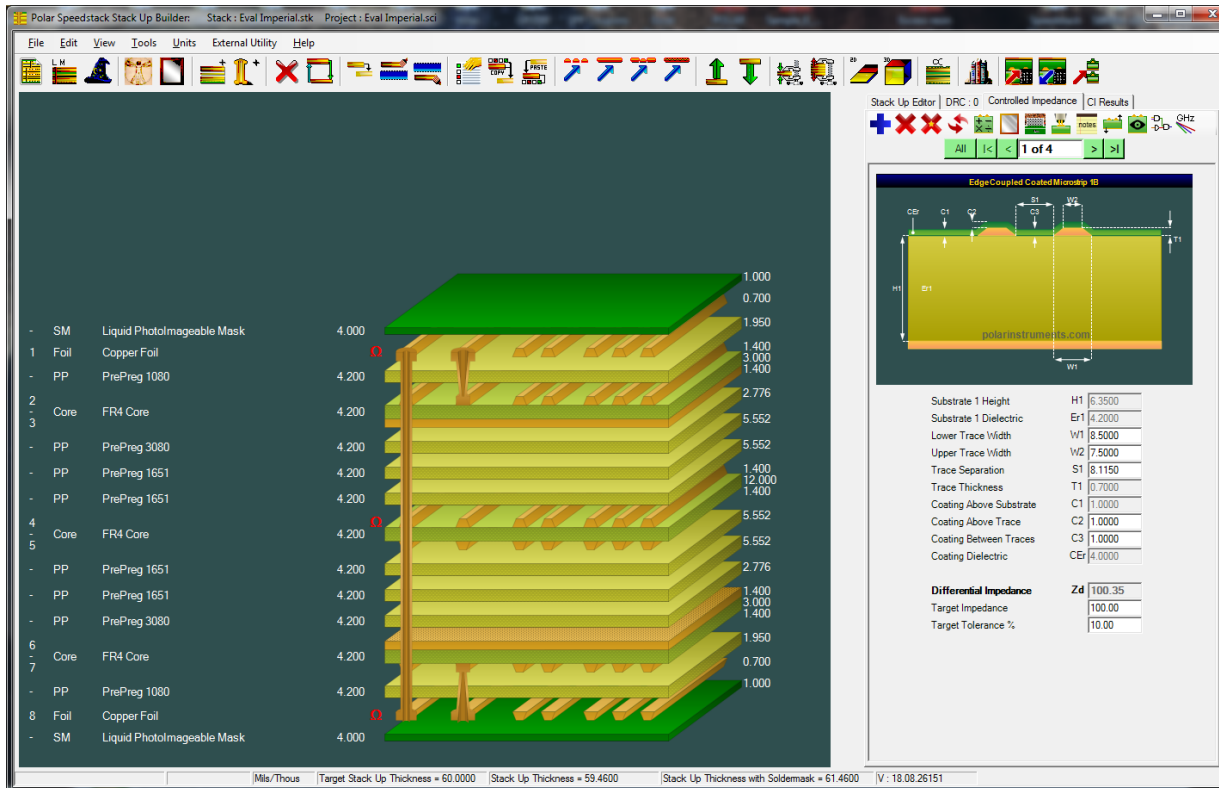 Polar Speedstack Stack Up Builder: Stack : Eval Imperial.stk Project : Eval Imperial.sci
File Edit View Tools Units External Utility Help
Stack Up Editor DRC : 0 Controlled Impedance CI Results
All |< < 1 of 4 > >|
EdgeCoupled Coated Microstrip 1B
S1 W2
CEr C1 C2 C3
T1
H1 Er1
polarinstruments.com
W1
Substrate 1 Height H1 6.3500
Substrate 1 Dielectric Er1 4.2000
Lower Trace Width W1 8.5000
Upper Trace Width W2 7.5000
Trace Separation S1 8.1150
Trace Thickness T1 0.7000
Coating Above Substrate C1 1.0000
Coating Above Trace C2 1.0000
Coating Between Traces C3 1.0000
Coating Dielectric CEr 4.0000
Differential Impedance Zd 100.35
Target Impedance 100.00
Target Tolerance % 10.00
1.000
0.700
- SM Liquid PhotoImageable Mask 4.000 1.950
1 Foil Copper Foil Ω 1.400
3.000
- PP PrePreg 1080 4.200 1.400
2 - 3 Core FR4 Core 4.200 2.776
5.552
- PP PrePreg 3080 4.200 5.552
- PP PrePreg 1651 4.200 1.400
12.000
- PP PrePreg 1651 4.200 1.400
4 - 5 Core FR4 Core 4.200 Ω 5.552
5.552
- PP PrePreg 1651 4.200 2.776
- PP PrePreg 1651 4.200 1.400
3.000
- PP PrePreg 3080 4.200 1.400
6 - 7 Core FR4 Core 4.200 1.950
0.700
- PP PrePreg 1080 4.200 1.000
8 Foil Copper Foil Ω
- SM Liquid PhotoImageable Mask 4.000
Mils/Thous Target Stack Up Thickness = 60.0000 Stack Up Thickness = 59.4600 Stack Up Thickness with Soldermask = 61.4600 V : 18.08.26151